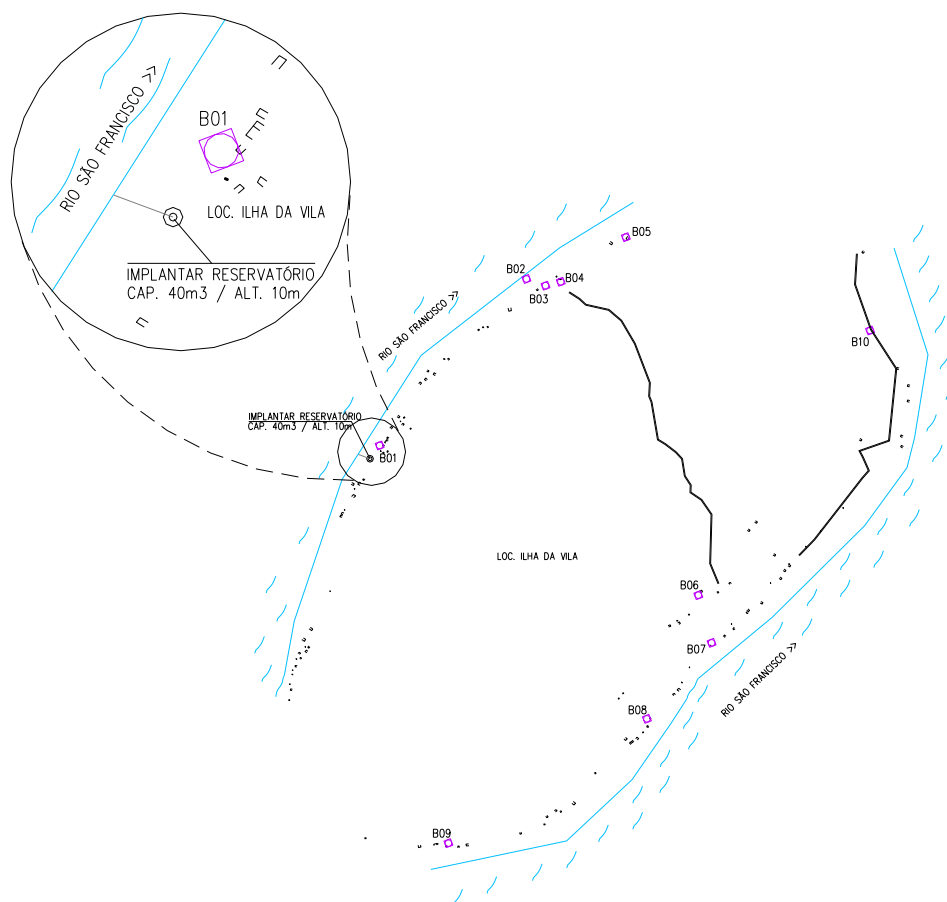 RIO SÃO FRANCISCO >>
B01
LOC. ILHA DA VILA
IMPLANTAR RESERVATÓRIO
CAP. 40m3 / ALT. 10m
B05
B02
B04
B03
RIO SÃO FRANCISCO >>
B10
IMPLANTAR RESERVATÓRIO
CAP. 40m3 / ALT. 10m
B01
LOC. ILHA DA VILA
B06
B07
RIO SÃO FRANCISCO >>
B08
B09